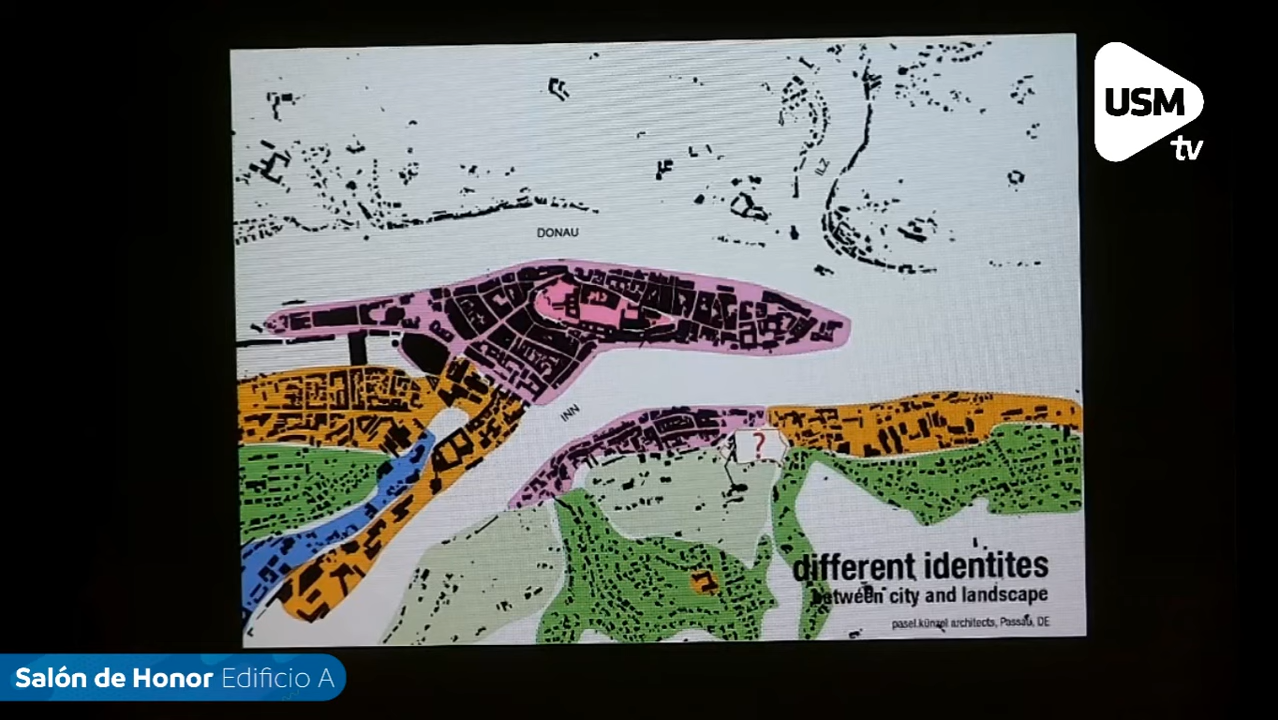 USM
tv
ILZ
DONAU
INN
?
different identites
between city and landscape
pasel.künzel architects, Passau, DE
Salón de Honor Edificio A